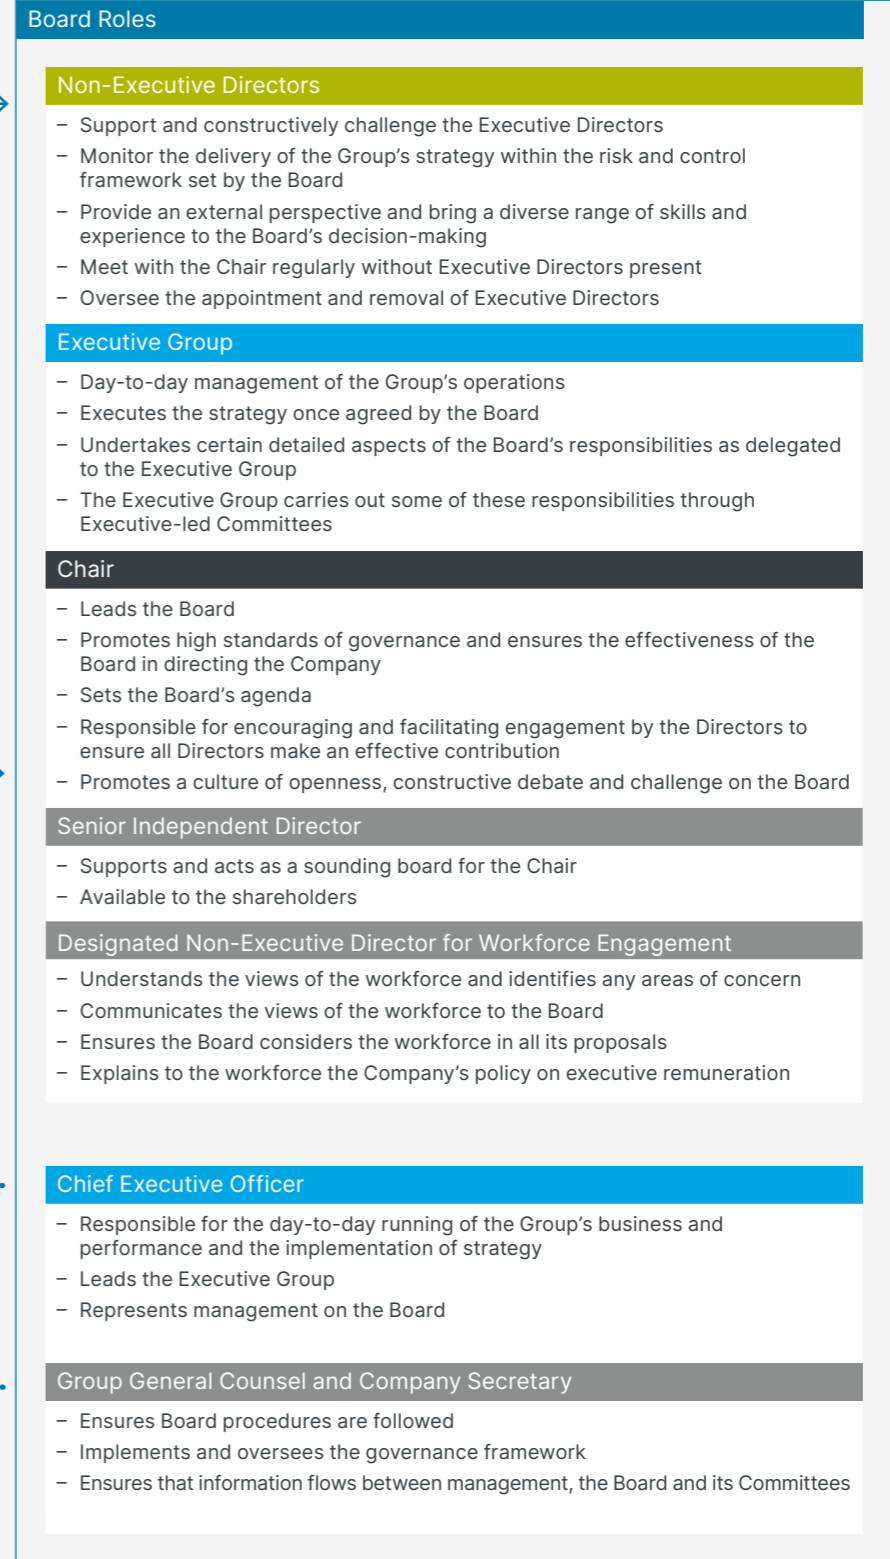 Board Roles
Non-Executive Directors
– Support and constructively challenge the Executive Directors
– Monitor the delivery of the Group’s strategy within the risk and control
framework set by the Board
– Provide an external perspective and bring a diverse range of skills and
experience to the Board’s decision-making
– Meet with the Chair regularly without Executive Directors present
– Oversee the appointment and removal of Executive Directors
Executive Group
– Day-to-day management of the Group’s operations
– Executes the strategy once agreed by the Board
– Undertakes certain detailed aspects of the Board’s responsibilities as delegated
to the Executive Group
– The Executive Group carries out some of these responsibilities through
Executive-led Committees
Chair
– Leads the Board
– Promotes high standards of governance and ensures the effectiveness of the
Board in directing the Company
– Sets the Board’s agenda
– Responsible for encouraging and facilitating engagement by the Directors to
ensure all Directors make an effective contribution
– Promotes a culture of openness, constructive debate and challenge on the Board
Senior Independent Director
– Supports and acts as a sounding board for the Chair
– Available to the shareholders
Designated Non-Executive Director for Workforce Engagement
– Understands the views of the workforce and identifies any areas of concern
– Communicates the views of the workforce to the Board
– Ensures the Board considers the workforce in all its proposals
– Explains to the workforce the Company’s policy on executive remuneration
Chief Executive Officer
– Responsible for the day-to-day running of the Group’s business and
performance and the implementation of strategy
– Leads the Executive Group
– Represents management on the Board
Group General Counsel and Company Secretary
– Ensures Board procedures are followed
– Implements and oversees the governance framework
– Ensures that information flows between management, the Board and its Committees